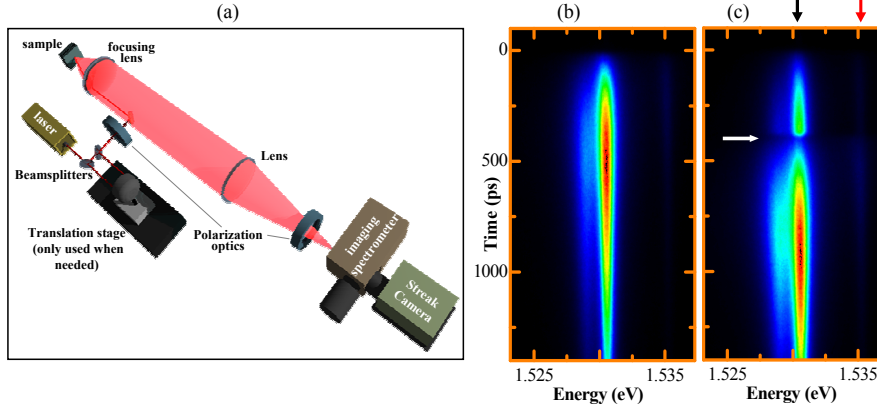 (a)
sample
focusing
lens
laser
Beamsplitters
Lens
Translation stage
(only used when
needed)
Polarization
optics
imaging
spectrometer
Streak
Camera
(b)
(c)
0
500
1000
Time (ps)
1.525
1.535
1.525
1.535
Energy (eV)
Energy (eV)